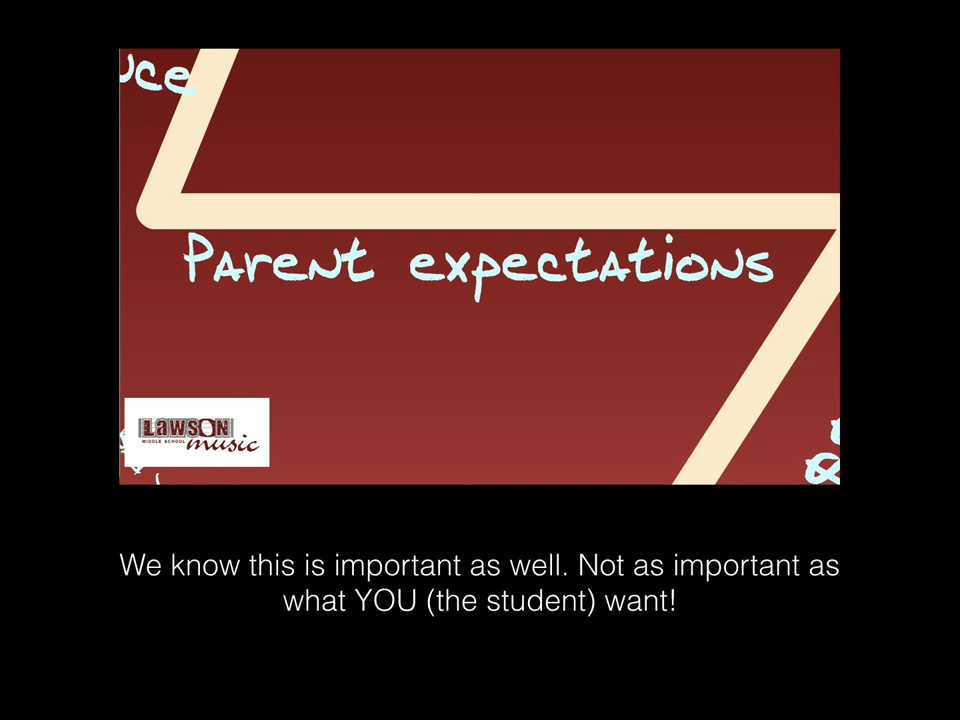 uce
Parent expectations
LAWSON
MIDDLE SCHOOL
music
We know this is important as well. Not as important as
what YOU (the student) want!